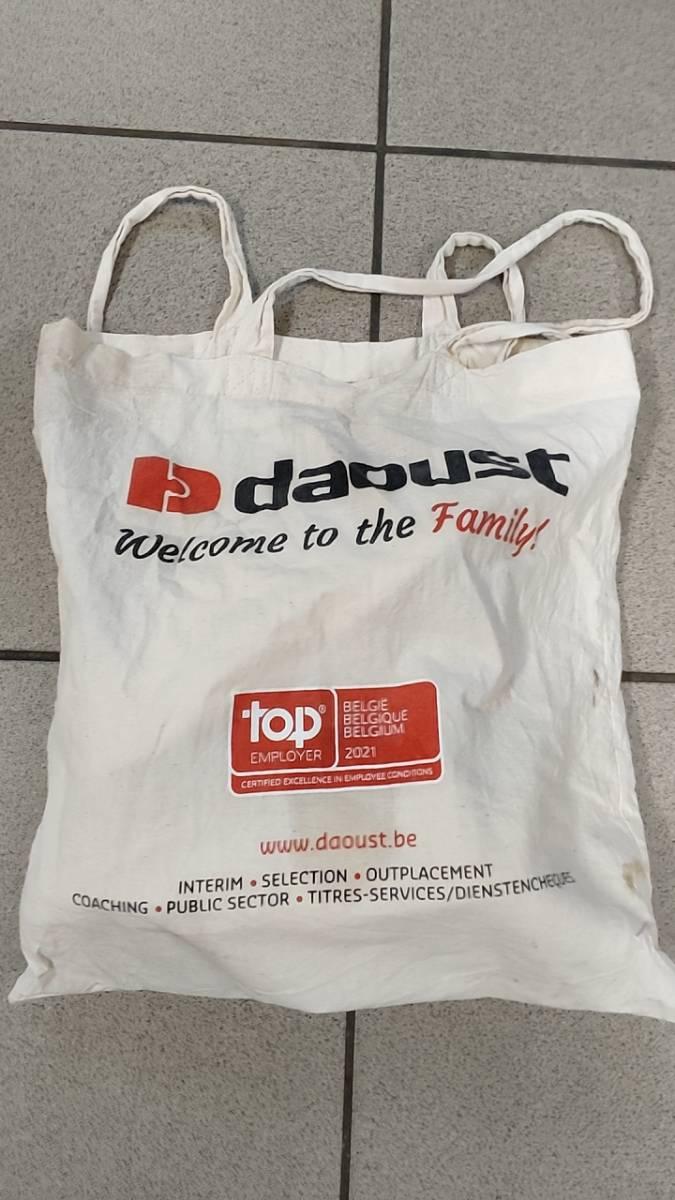 daoust
Welcome to the Family!
top®
EMPLOYER
BELGIË
BELGIQUE
BELGIUM
2021
CERTIFIED EXCELLENCE IN EMPLOYEE CONDITIONS
www.daoust.be
INTERIM • SELECTION • OUTPLACEMENT
COACHING • PUBLIC SECTOR • TITRES-SERVICES/DIENSTENCHEQUES